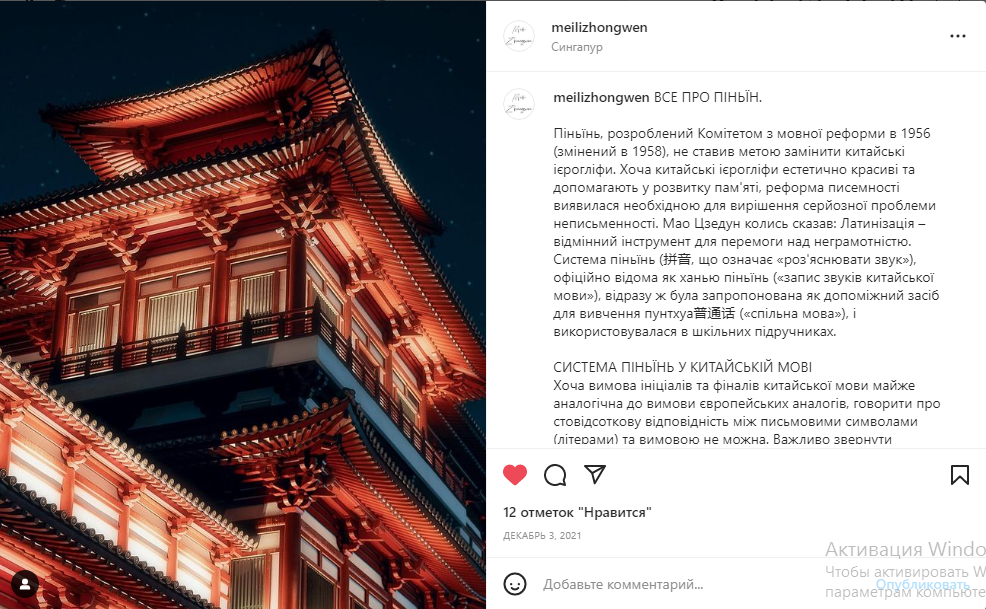 meilizhongwen
Сингапур
meilizhongwen ВСЕ ПРО ПІНЬЇН.
Піньїнь, розроблений Комітетом з мовної реформи в 1956
(змінений в 1958), не ставив метою замінити китайські
ієрогліфи. Хоча китайські ієрогліфи естетично красиві та
допомагають у розвитку пам'яті, реформа писемності
виявилася необхідною для вирішення серйозної проблеми
неписьменності. Мао Цзедун колись сказав: Латинізація –
відмінний інструмент для перемоги над неграмотністю.
Система піньїнь (拼音, що означає «роз'яснювати звук»),
офіційно відома як ханью піньїнь («запис звуків китайської
мови»), відразу ж була запропонована як допоміжний засіб
для вивчення пунтхуа普通话 («спільна мова»), і
використовувалася в шкільних підручниках.
СИСТЕМА ПІНЬЇНЬ У КИТАЙСЬКІЙ МОВІ
Хоча вимова ініціалів та фіналів китайської мови майже
аналогічна до вимови європейських аналогів, говорити про
стовідсоткову відповідність між письмовими символами
(літерами) та вимовою не можна. Важливо звернути
12 отметок "Нравится"
ДЕКАБРЬ 3, 2021
Активация Windo
Чтобы активировать W
Добавьте комментарий...
Опубликовать
параметрам компьюте